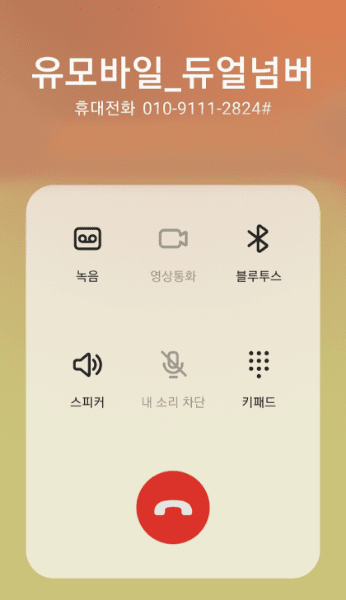 유모바일_듀얼넘버
휴대전화 010-9111-2824#
녹음
영상통화
블루투스
스피커
내 소리 차단
키패드